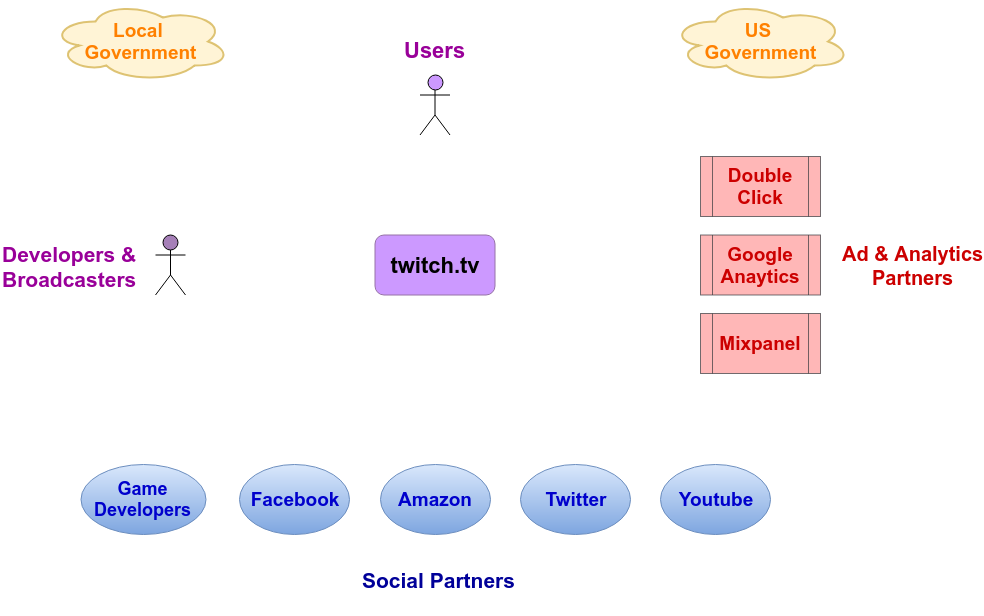 Local
Government
Users
US
Government
Double
Click
Developers &
Broadcasters
twitch.tv
Google
Anaytics
Ad & Analytics
Partners
Mixpanel
Game
Developers
Facebook
Amazon
Twitter
Youtube
Social Partners